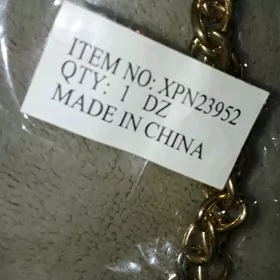 ITEM NO: XPN23952
QTY: 1 DZ
MADE IN CHINA